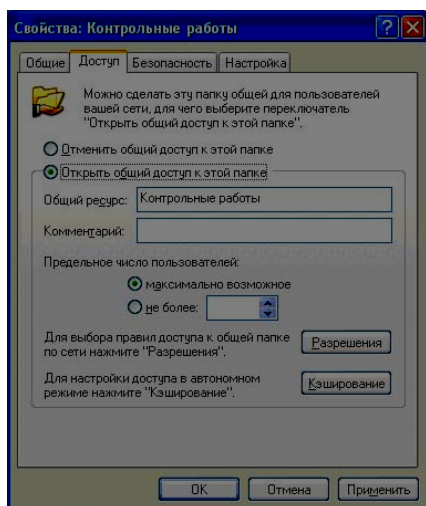 Свойства: Контрольные работы
Общие Доступ Безопасность Настройка
Можно сделать эту папку общей для пользователей
вашей сети, для чего выберите переключатель
"Открыть общий доступ к этой папке".
Отменить общий доступ к этой папке
Открыть общий доступ к этой папке
Общий ресурс: Контрольные работы
Комментарий:
Предельное число пользователей:
максимально возможное
не более:
Для выбора правил доступа к общей папке
по сети нажмите "Разрешения".
Разрешения
Для настройки доступа в автономном
режиме нажмите "Кэширование".
Кэширование
ОК Отмена Применить